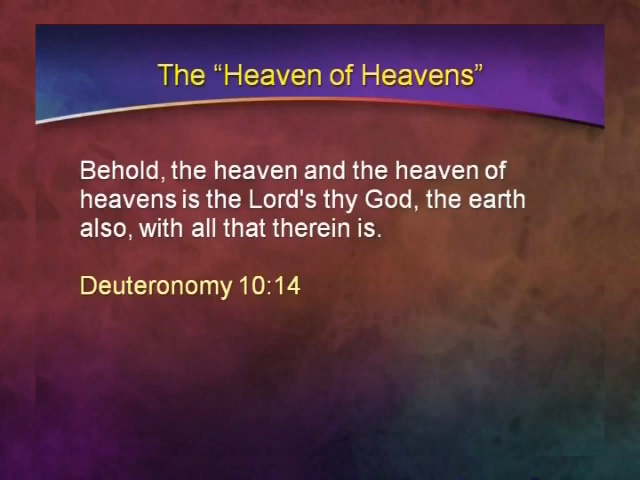 The “Heaven of Heavens”
Behold, the heaven and the heaven of
heavens is the Lord's thy God, the earth
also, with all that therein is.
Deuteronomy 10:14